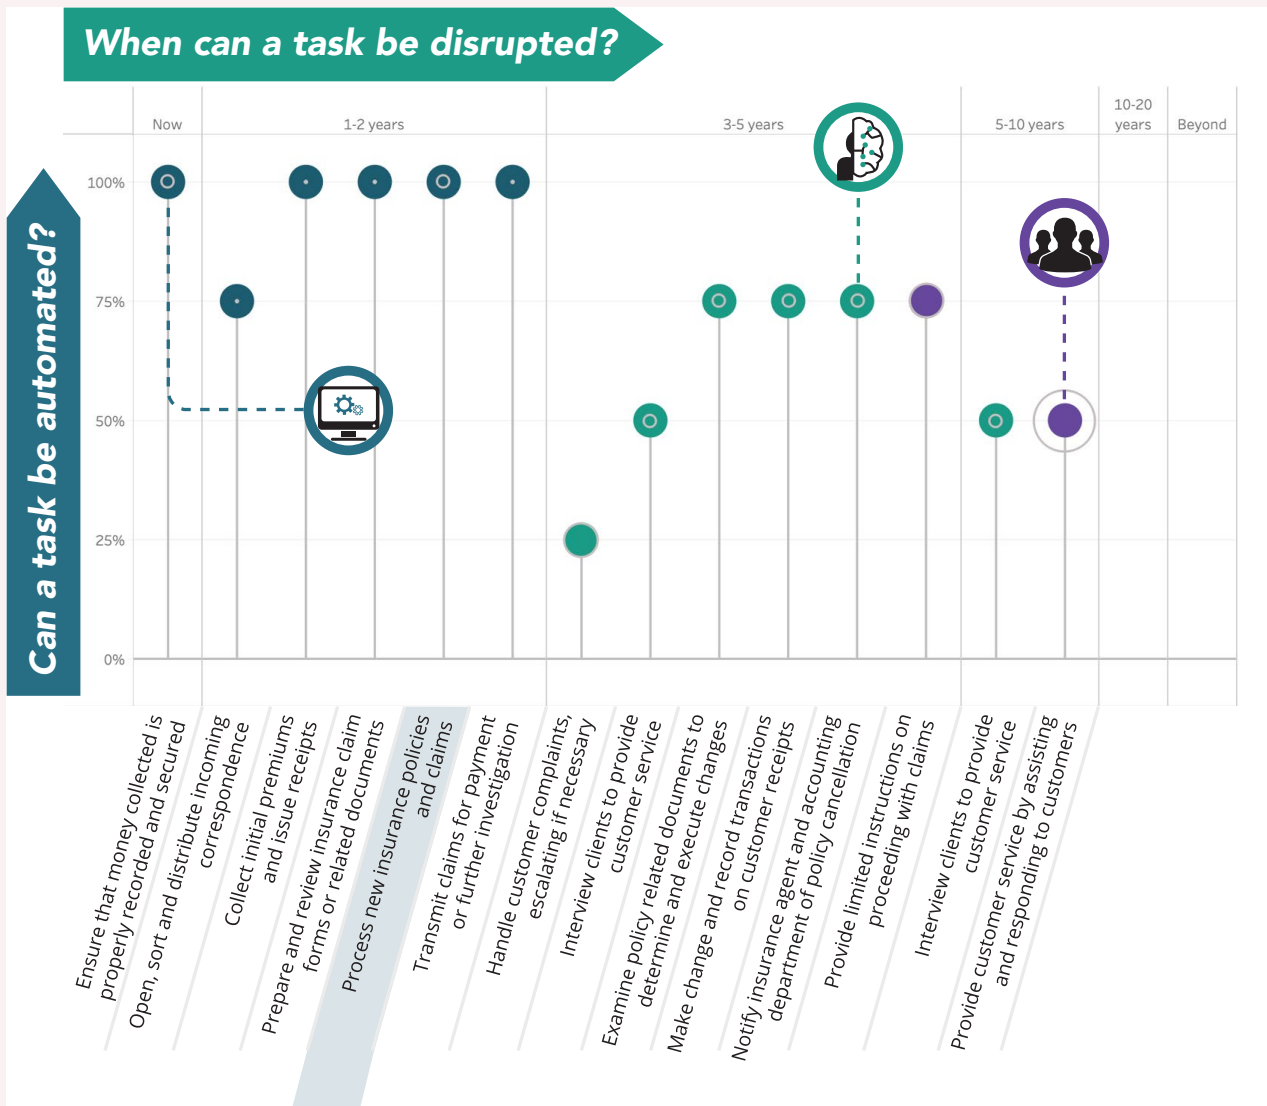 When can a task be disrupted?
Can a task be automated?
Now
1-2 years
3-5 years
5-10 years
10-20
years
Beyond
100%
75%
50%
25%
0%
Ensure that money collected is
properly recorded and secured
Open, sort and distribute incoming
correspondence
Collect initial premiums
and issue receipts
Prepare and review insurance claim
forms or related documents
Process new insurance policies
and claims
Transmit claims for payment
or further investigation
Handle customer complaints,
escalating if necessary
Interview clients to provide
customer service
Examine policy related documents to
determine and execute changes
Make change and record transactions
on customer receipts
Notify insurance agent and accounting
department of policy cancellation
Provide limited instructions on
proceeding with claims
Interview clients to provide
customer service
Provide customer service by assisting
and responding to customers